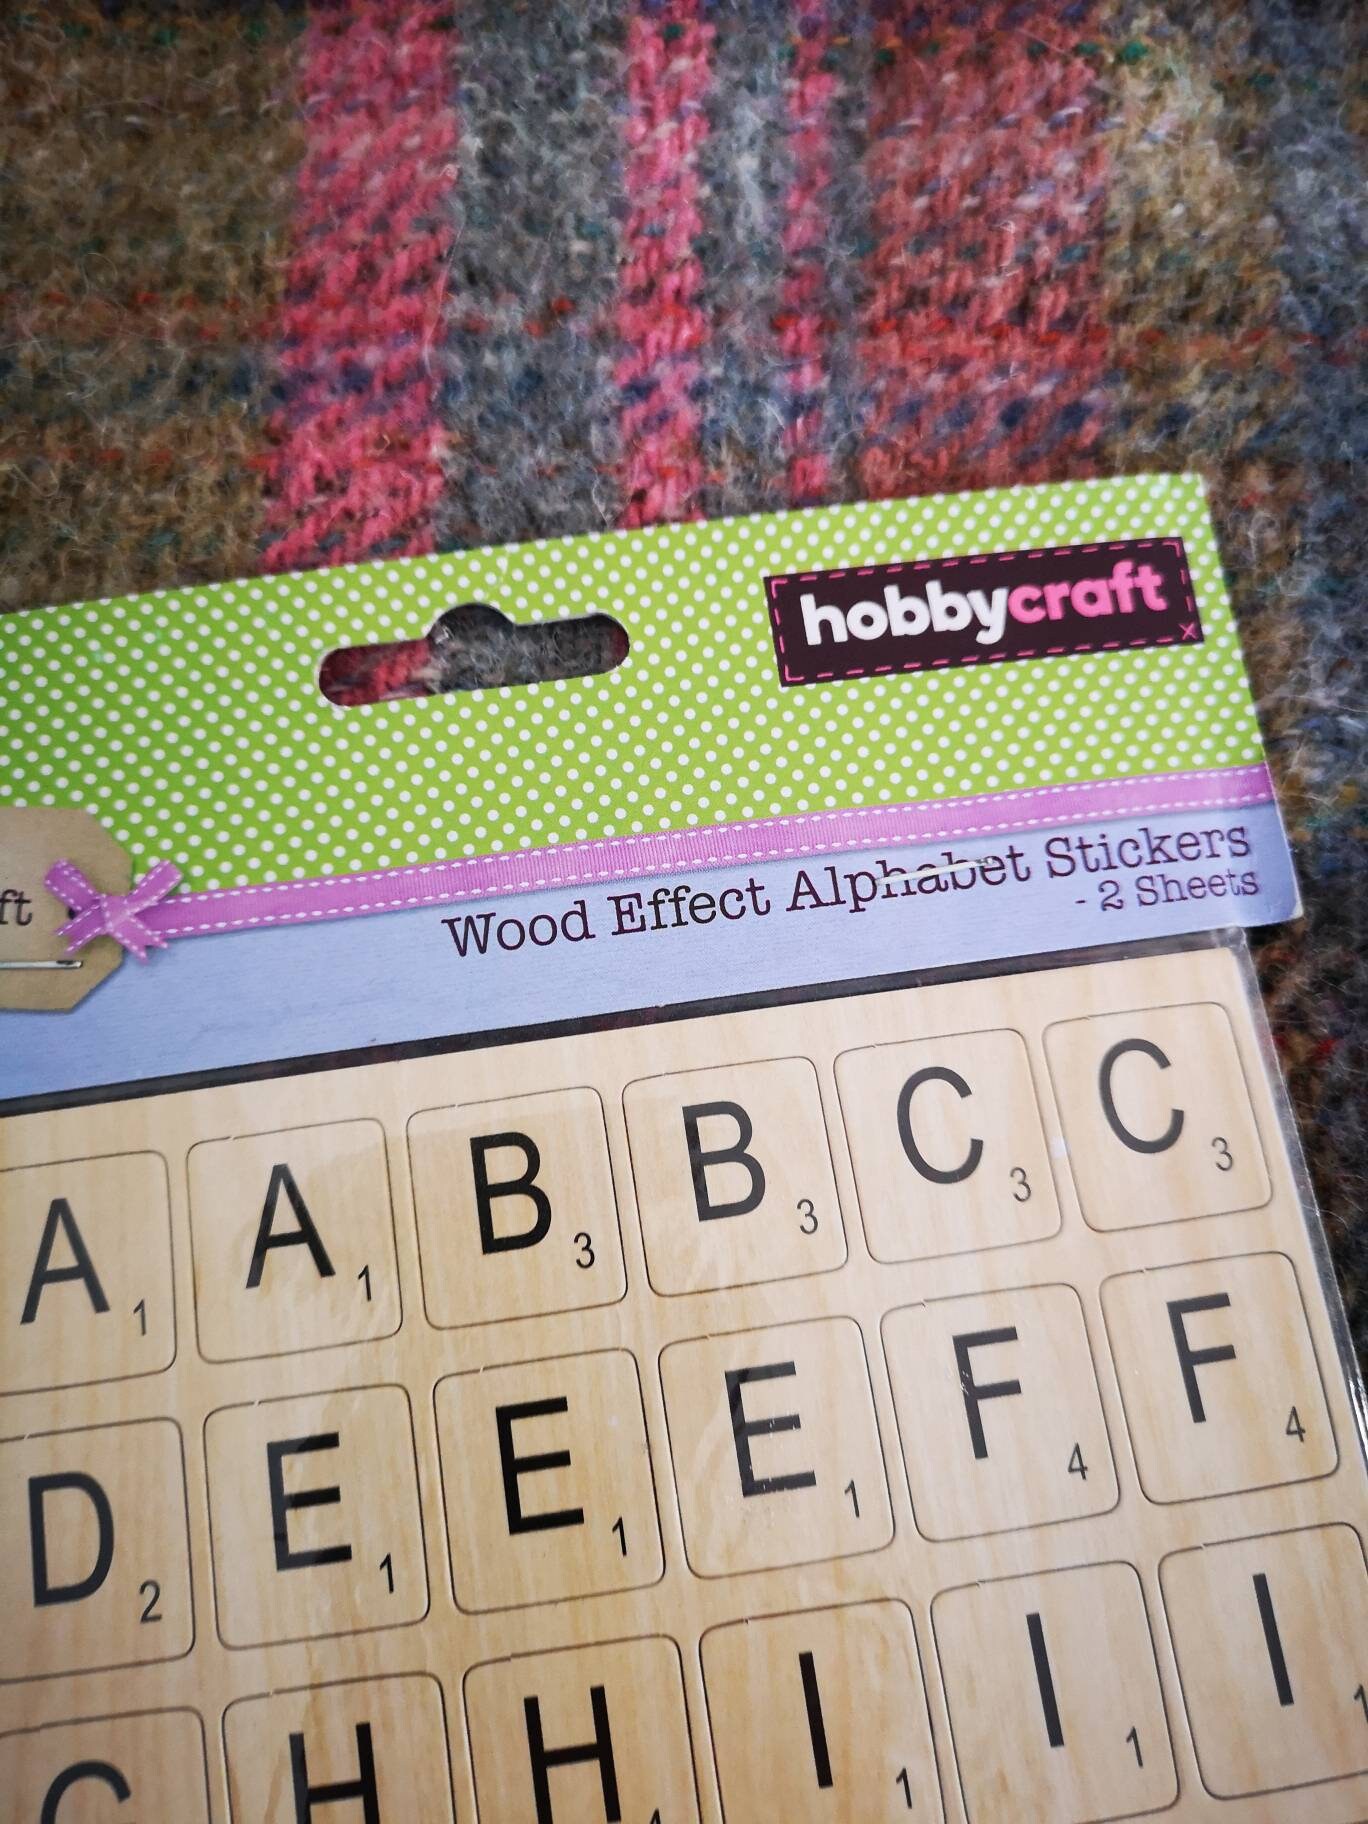 hobbycraft
x
ft
Wood Effect Alphabet Stickers
- 2 Sheets
A 1 A 1 B 3 B 3 C 3 C 3
D 2 E 1 E 1 E 1 F 4 F 4
G H H I 1 I 1 I 1